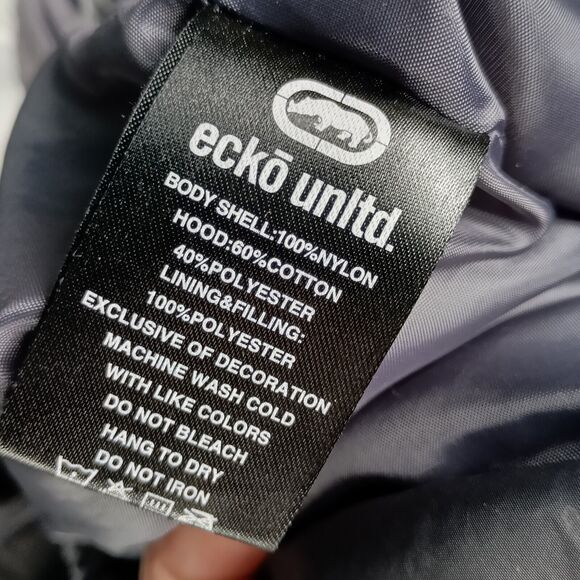 eckō unltd.
BODY SHELL:100%NYLON
HOOD:60%COTTON
40%POLYESTER
LINING&FILLING:
100%POLYESTER
EXCLUSIVE OF DECORATION
MACHINE WASH COLD
WITH LIKE COLORS
DO NOT BLEACH
HANG TO DRY
DO NOT IRON